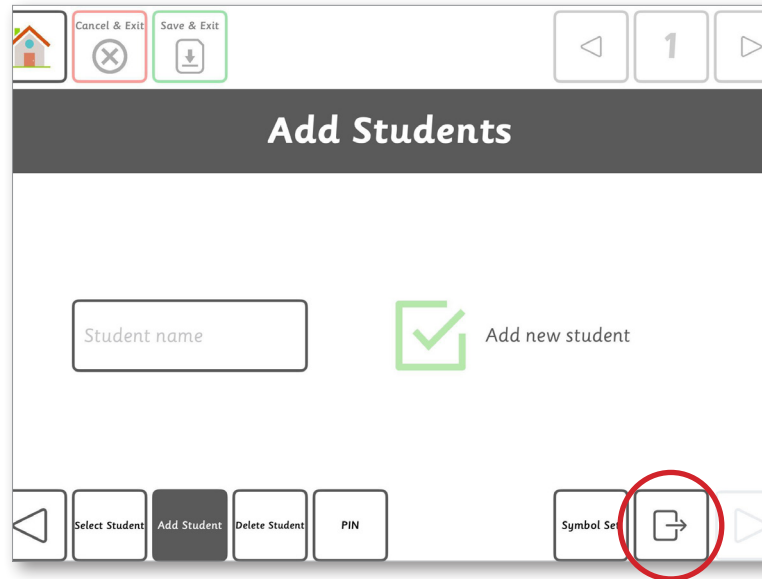 Cancel & Exit
Save & Exit
1
Add Students
Student name
Add new student
Select Student
Add Student
Delete Student
PIN
Symbol Set